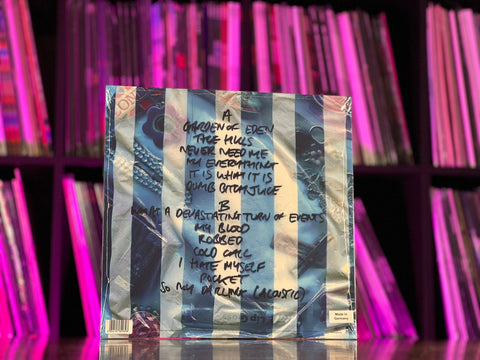 A
GARDEN OF EDEN
THE HILLS
NEVER NEED ME
MY EVERYTHING
IT IS WHAT IT IS
DUMB BITCH JUICE
B
WHAT A DEVASTATING TURN OF EVENTS
MY BLOOD
ROBBED
COLD CALL
I HATE MYSELF
POCKET
SO MY DARLING (ACOUSTIC)
Made in
Germany